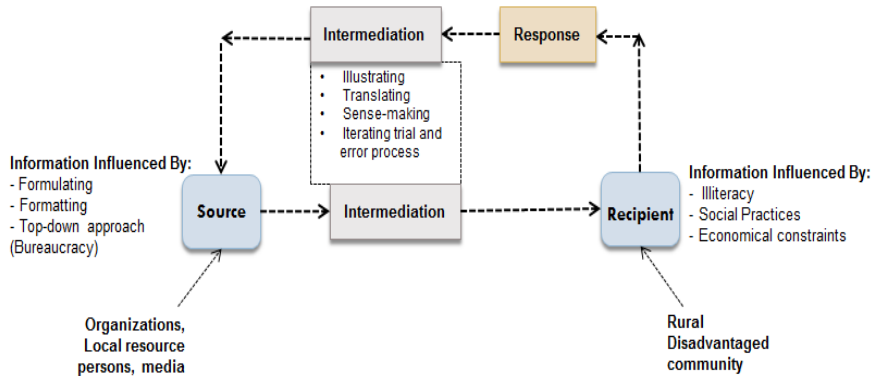 Intermediation
Response
• Illustrating
• Translating
• Sense-making
• Iterating trial and
error process
Information Influenced By:
- Formulating
- Formatting
- Top-down approach
(Bureaucracy)
Source
Intermediation
Recipient
Information Influenced By:
- Illiteracy
- Social Practices
- Economical constraints
Organizations,
Local resource
persons, media
Rural
Disadvantaged
community